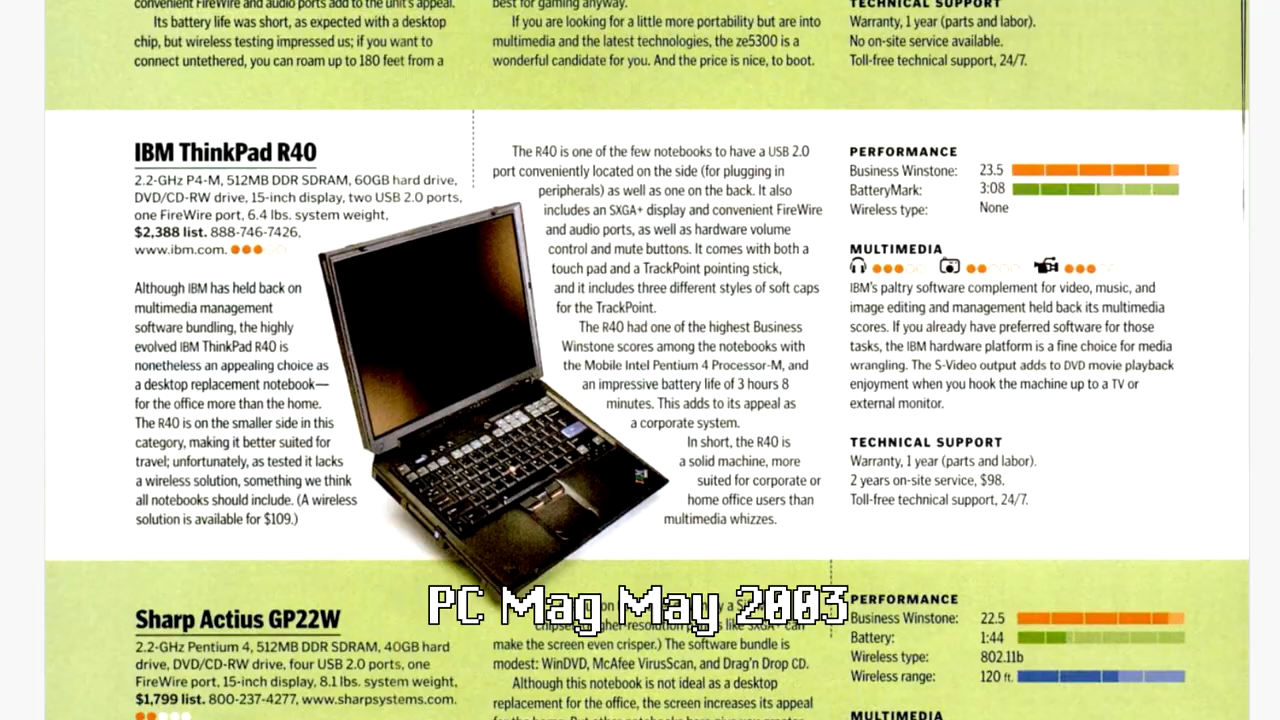 convenient FireWire and audio ports add to the unit's appeal.
Its battery life was short, as expected with a desktop
chip, but wireless testing impressed us; if you want to
connect untethered, you can roam up to 180 feet from a
best for gaming anyway.
If you are looking for a little more portability but are into
multimedia and the latest technologies, the ze5300 is a
wonderful candidate for you. And the price is nice, to boot.
TECHNICAL SUPPORT
Warranty, 1 year (parts and labor).
No on-site service available.
Toll-free technical support, 24/7.
IBM ThinkPad R40
2.2-GHz P4-M, 512MB DDR SDRAM, 60GB hard drive,
DVD/CD-RW drive, 15-inch display, two USB 2.0 ports,
one FireWire port, 6.4 lbs. system weight,
$2,388 list. 888-746-7426,
www.ibm.com.
Although IBM has held back on
multimedia management
software bundling, the highly
evolved IBM ThinkPad R40 is
nonetheless an appealing choice as
a desktop replacement notebook—
for the office more than the home.
The R40 is on the smaller side in this
category, making it better suited for
travel; unfortunately, as tested it lacks
a wireless solution, something we think
all notebooks should include. (A wireless
solution is available for $109.)
The R40 is one of the few notebooks to have a USB 2.0
port conveniently located on the side (for plugging in
peripherals) as well as one on the back. It also
includes an SXGA+ display and convenient FireWire
and audio ports, as well as hardware volume
control and mute buttons. It comes with both a
touch pad and a TrackPoint pointing stick,
and it includes three different styles of soft caps
for the TrackPoint.
The R40 had one of the highest Business
Winstone scores among the notebooks with
the Mobile Intel Pentium 4 Processor-M, and
an impressive battery life of 3 hours 8
minutes. This adds to its appeal as
a corporate system.
In short, the R40 is
a solid machine, more
suited for corporate or
home office users than
multimedia whizzes.
PERFORMANCE
Business Winstone: 23.5
BatteryMark: 3:08
Wireless type: None
MULTIMEDIA
IBM's paltry software complement for video, music, and
image editing and management held back its multimedia
scores. If you already have preferred software for those
tasks, the IBM hardware platform is a fine choice for media
wrangling. The S-Video output adds to DVD movie playback
enjoyment when you hook the machine up to a TV or
external monitor.
TECHNICAL SUPPORT
Warranty, 1 year (parts and labor).
2 years on-site service, $98.
Toll-free technical support, 24/7.
PC Mag May 2003
Sharp Actius GP22W
2.2-GHz Pentium 4, 512MB DDR SDRAM, 40GB hard
drive, DVD/CD-RW drive, four USB 2.0 ports, one
FireWire port, 15-inch display, 8.1 lbs. system weight,
$1,799 list. 800-237-4277, www.sharpsystems.com.
make the screen even crisper.) The software bundle is
modest: WinDVD, McAfee VirusScan, and Drag'n Drop CD.
Although this notebook is not ideal as a desktop
replacement for the office, the screen increases its appeal
PERFORMANCE
Business Winstone: 22.5
Battery: 1:44
Wireless type: 802.11b
Wireless range: 120 ft.
MULTIMEDIA